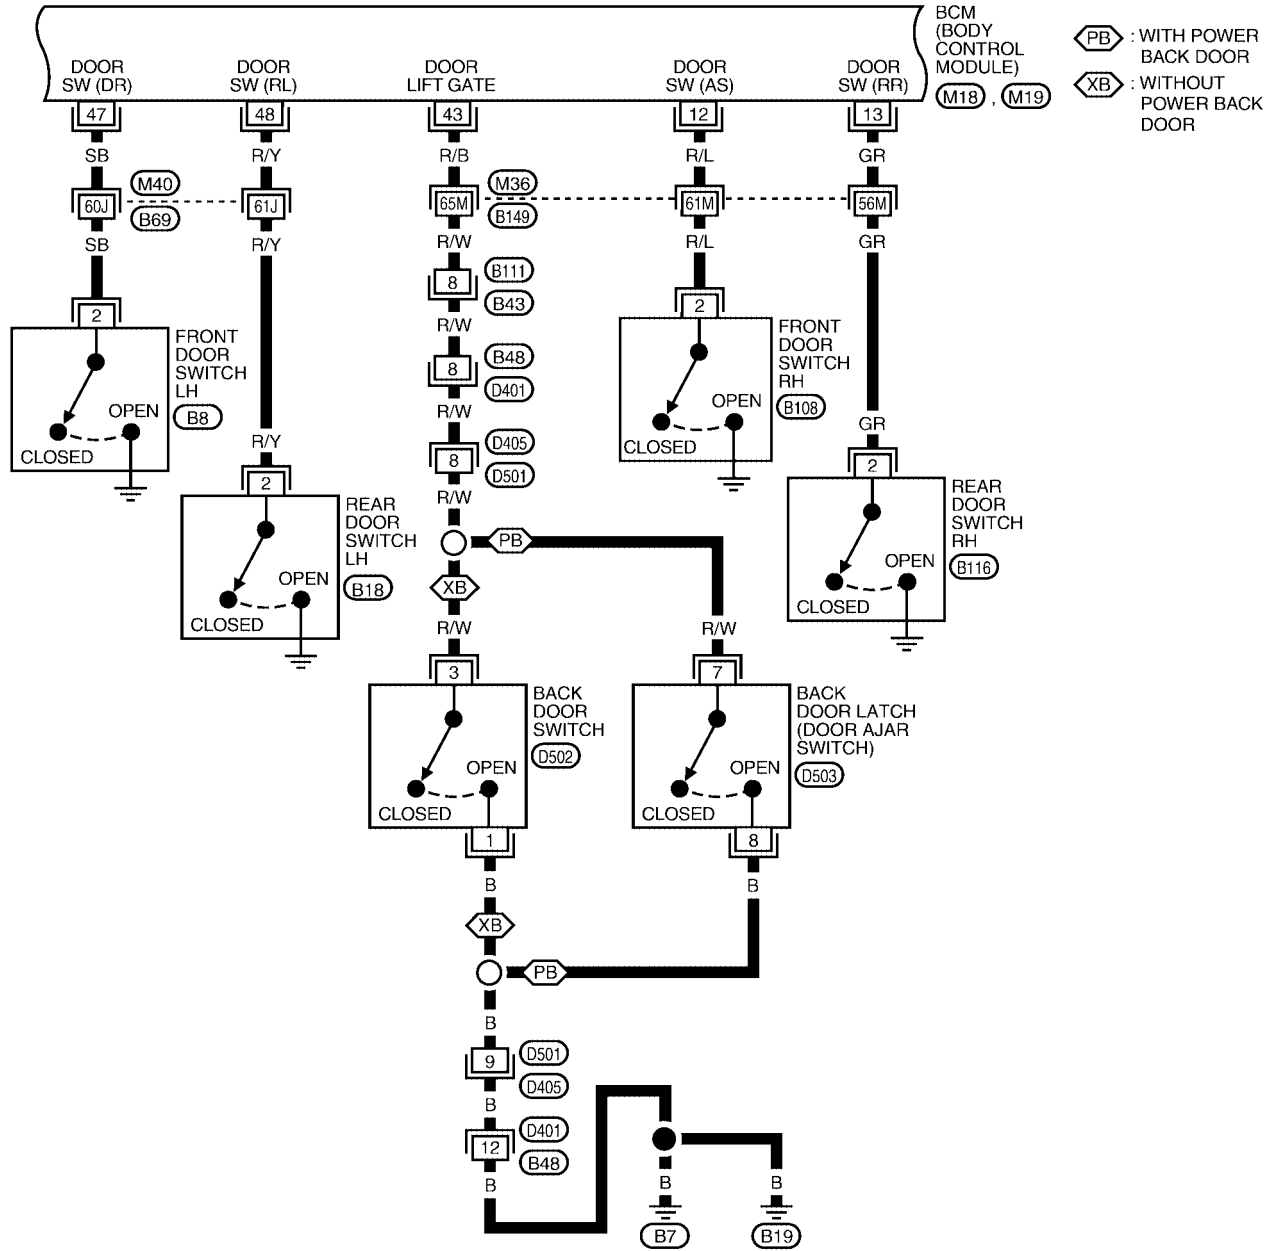 BCM
(BODY
CONTROL
MODULE)
M18 , M19
PB : WITH POWER
BACK DOOR
XB : WITHOUT
POWER BACK
DOOR
DOOR
SW (DR)
DOOR
SW (RL)
DOOR
LIFT GATE
DOOR
SW (AS)
DOOR
SW (RR)
47 48 43 12 13
SB R/Y R/B R/L GR
M40 M36
60J 61J 65M 61M 56M
B69 B149
SB R/Y R/W R/L GR
8 B111
B43
R/W
8 B48
D401
R/W
8 D405
D501
R/W
2
FRONT
DOOR
SWITCH
LH
B8
OPEN
CLOSED
R/Y
2
REAR
DOOR
SWITCH
LH
B18
OPEN
CLOSED
2
FRONT
DOOR
SWITCH
RH
B108
OPEN
CLOSED
GR
2
REAR
DOOR
SWITCH
RH
B116
OPEN
CLOSED
PB
XB
R/W R/W
3
BACK
DOOR
SWITCH
D502
OPEN
CLOSED
1
7
BACK
DOOR LATCH
(DOOR AJAR
SWITCH)
D503
OPEN
CLOSED
8
B B
XB
PB
B
9 D501
D405
B
D401
12
B48
B B B
B7 B19